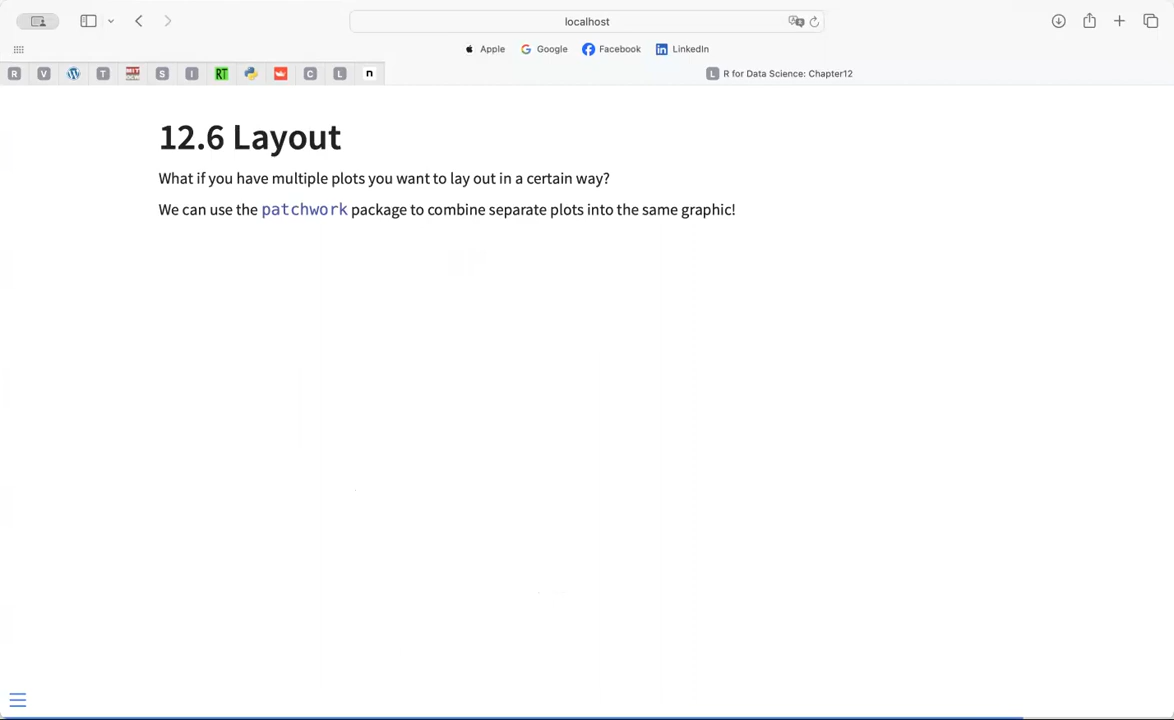 localhost
Apple
Google
Facebook
LinkedIn
R
V
T
MIT
S
I
RT
C
L
n
L
R for Data Science: Chapter12
12.6 Layout
What if you have multiple plots you want to lay out in a certain way?
We can use the patchwork package to combine separate plots into the same graphic!